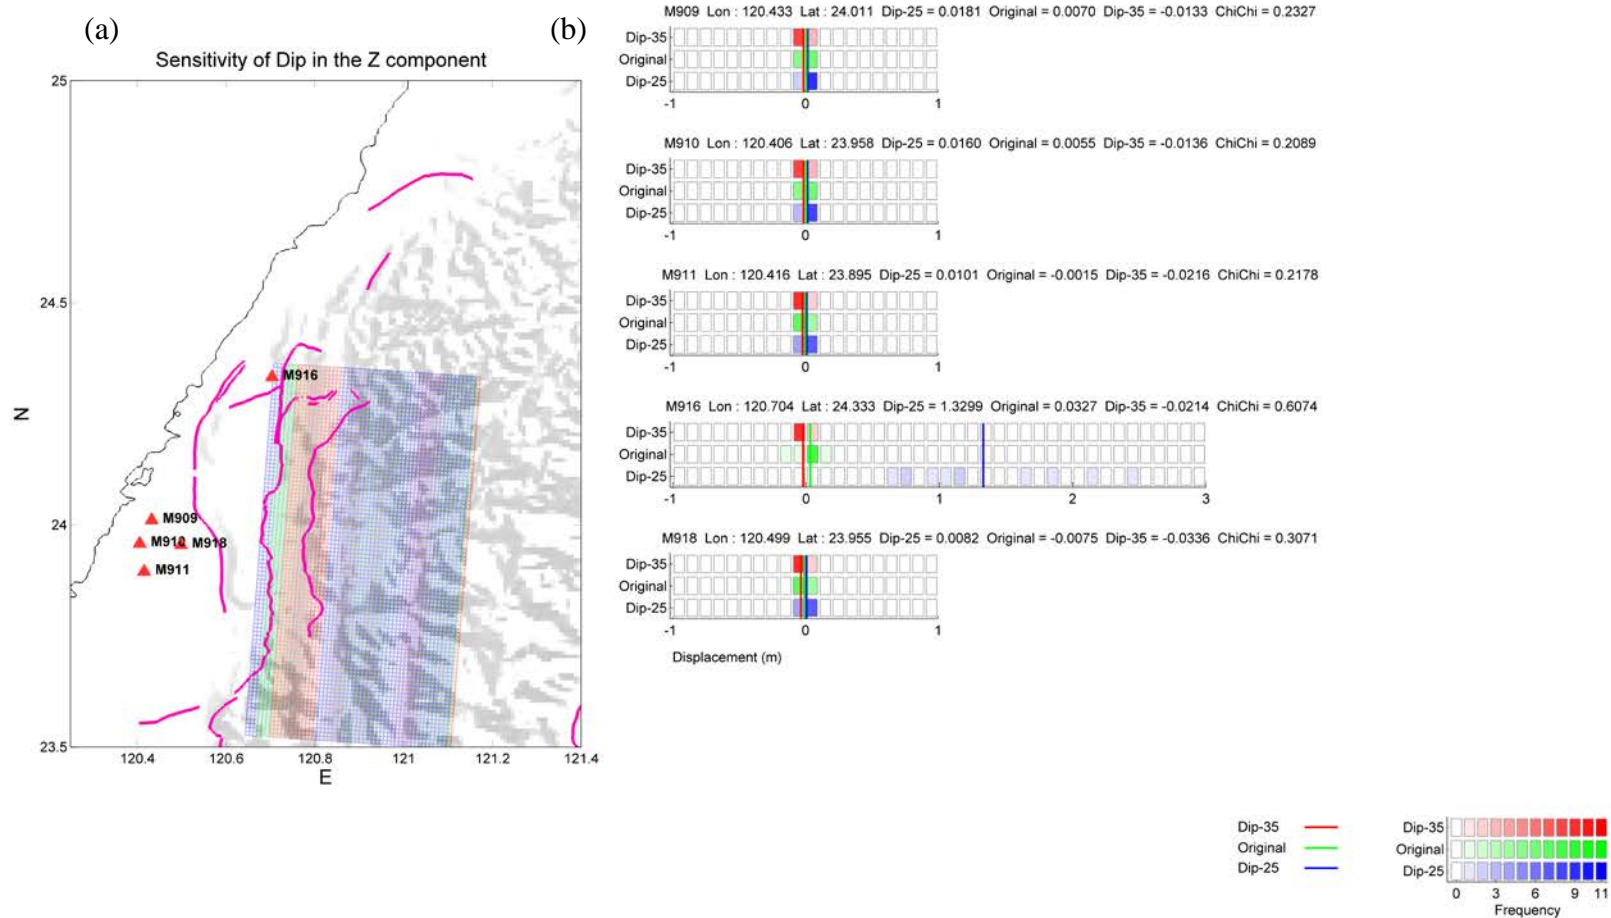 (a)
Sensitivity of Dip in the Z component
25
24.5
24
23.5
N
120.4 120.6 120.8 121 121.2 121.4
E
M916
M909
M910 M918
M911
(b)
M909 Lon : 120.433 Lat : 24.011 Dip-25 = 0.0181 Original = 0.0070 Dip-35 = -0.0133 ChiChi = 0.2327
Dip-35
Original
Dip-25
-1 0 1
M910 Lon : 120.406 Lat : 23.958 Dip-25 = 0.0160 Original = 0.0055 Dip-35 = -0.0136 ChiChi = 0.2089
Dip-35
Original
Dip-25
-1 0 1
M911 Lon : 120.416 Lat : 23.895 Dip-25 = 0.0101 Original = -0.0015 Dip-35 = -0.0216 ChiChi = 0.2178
Dip-35
Original
Dip-25
-1 0 1
M916 Lon : 120.704 Lat : 24.333 Dip-25 = 1.3299 Original = 0.0327 Dip-35 = -0.0214 ChiChi = 0.6074
Dip-35
Original
Dip-25
-1 0 1 2 3
M918 Lon : 120.499 Lat : 23.955 Dip-25 = 0.0082 Original = -0.0075 Dip-35 = -0.0336 ChiChi = 0.3071
Dip-35
Original
Dip-25
-1 0 1
Displacement (m)
Dip-35
Original
Dip-25
Dip-35
Original
Dip-25
0 3 6 9 11
Frequency